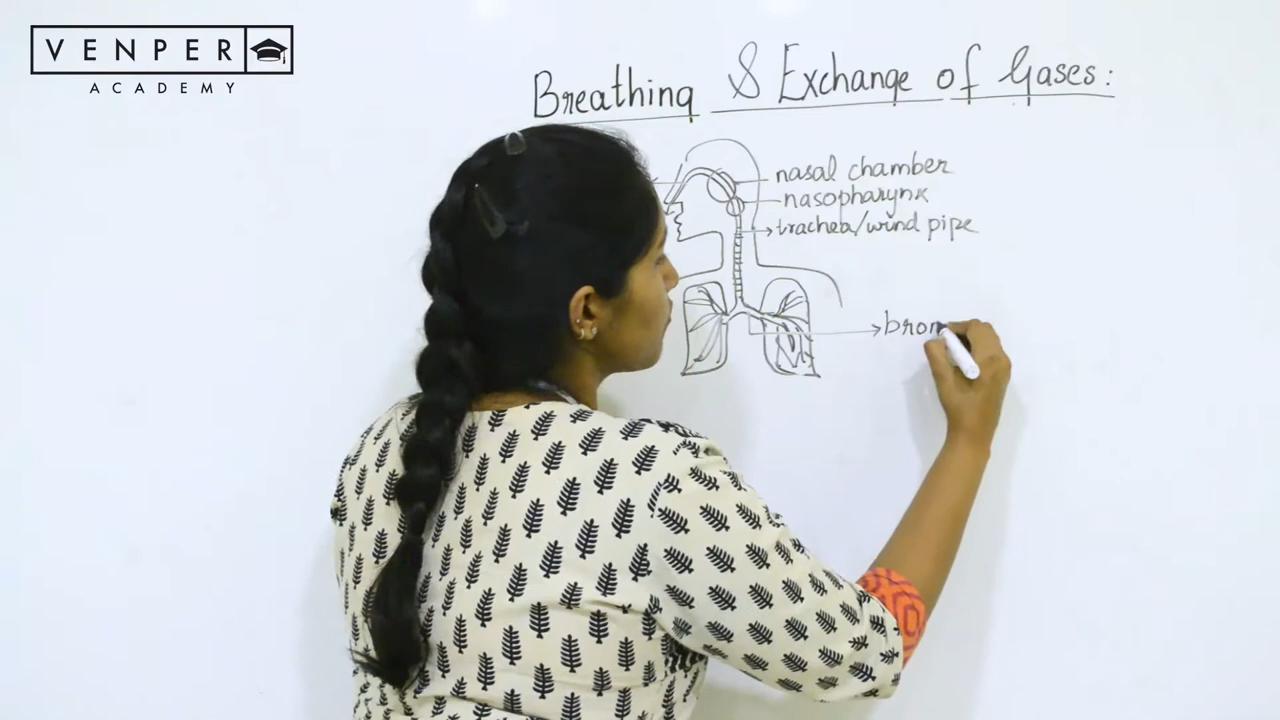 VENPER
ACADEMY
Breathing & Exchange of Gases:
nasal chamber
nasopharynx
trachea/wind pipe
bron